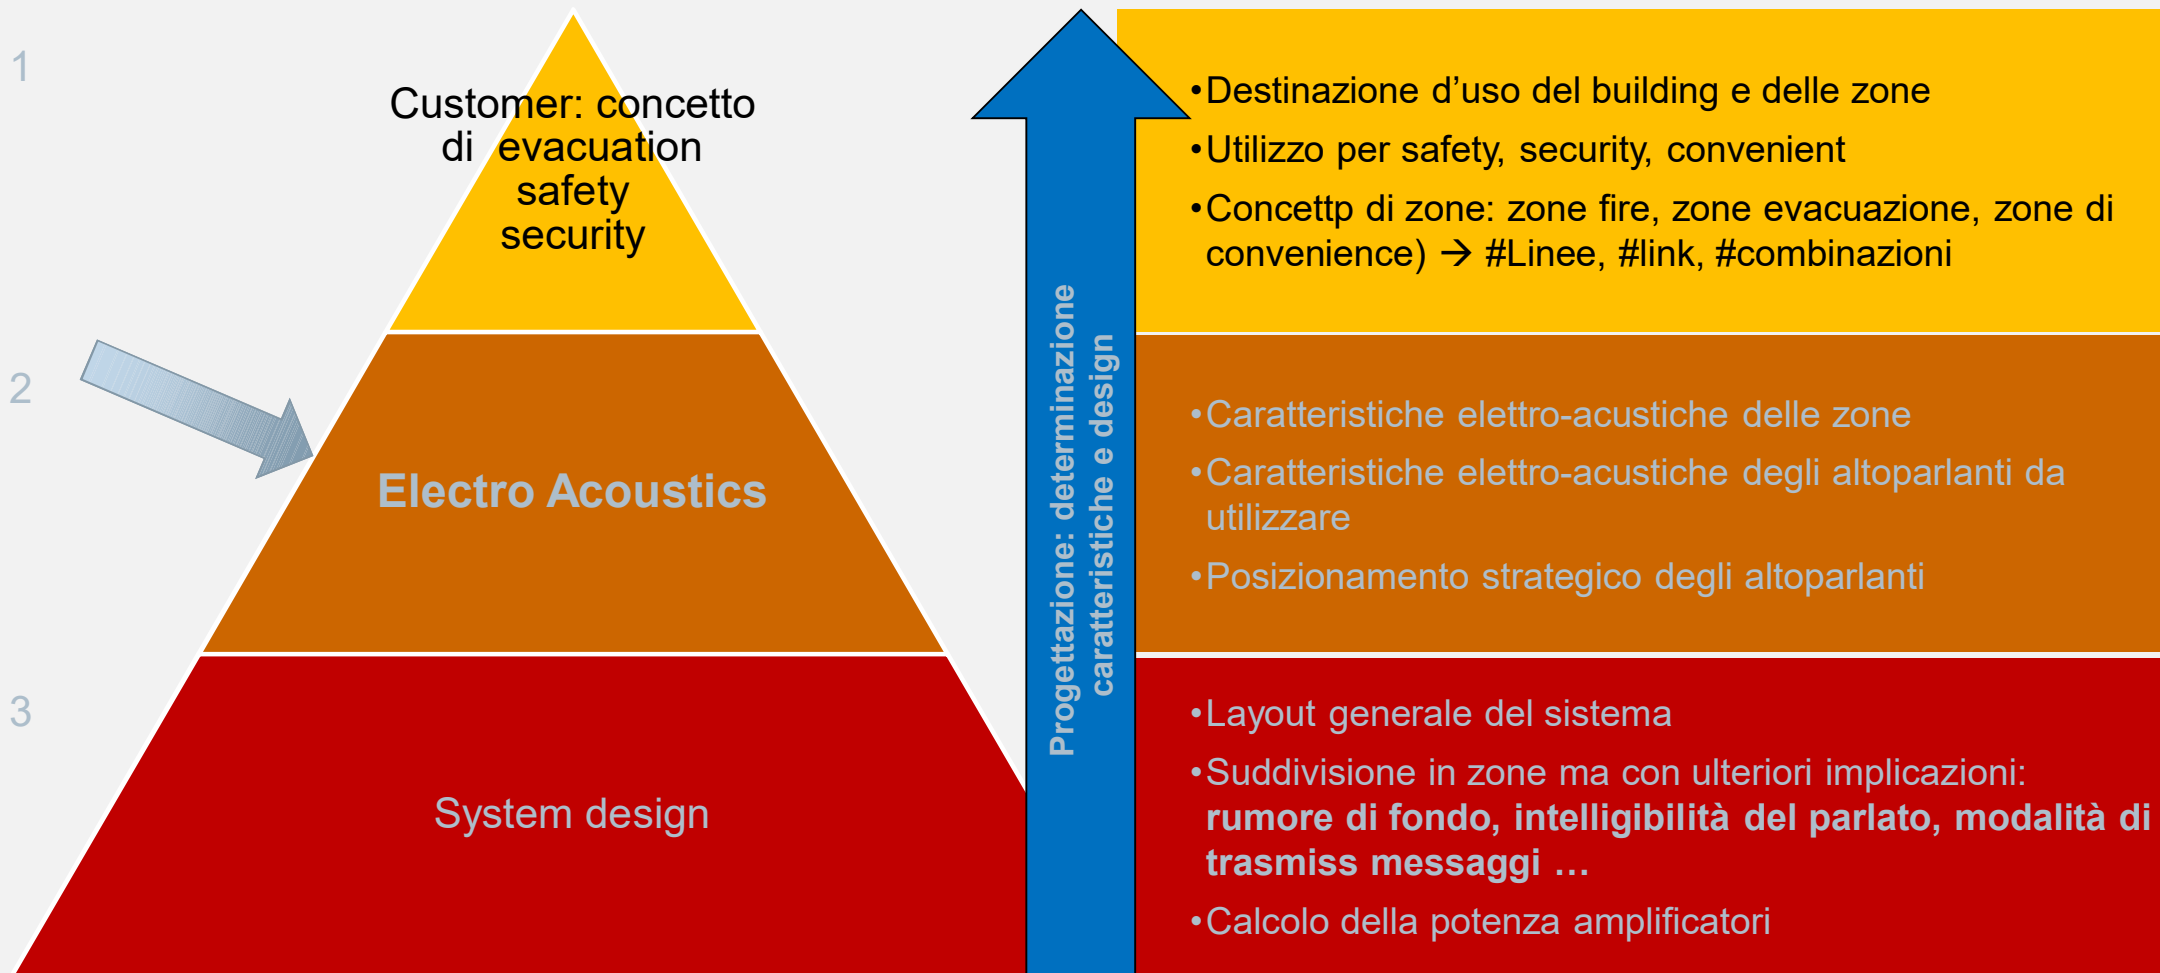 1
Customer: concetto
di evacuation
safety
security
•Destinazione d’uso del building e delle zone
•Utilizzo per safety, security, convenient
•Concettp di zone: zone fire, zone evacuazione, zone di
convenience) → #Linee, #link, #combinazioni
Progettazione: determinazione
caratteristiche e design
2
Electro Acoustics
•Caratteristiche elettro-acustiche delle zone
•Caratteristiche elettro-acustiche degli altoparlanti da
utilizzare
•Posizionamento strategico degli altoparlanti
3
System design
•Layout generale del sistema
•Suddivisione in zone ma con ulteriori implicazioni:
rumore di fondo, intelligibilità del parlato, modalità di
trasmiss messaggi …
•Calcolo della potenza amplificatori